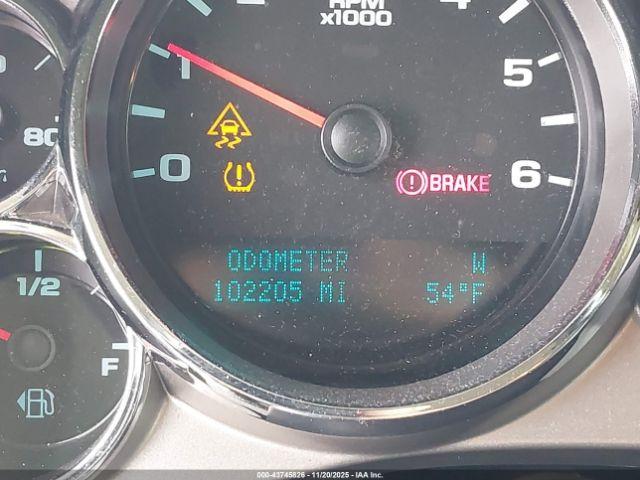 RPM
x1000
1
5
80
0
BRAKE
6
ODOMETER W
102205 MI 54°F
1/2
F
000-43745826 - 11/20/2025 - IAA Inc.